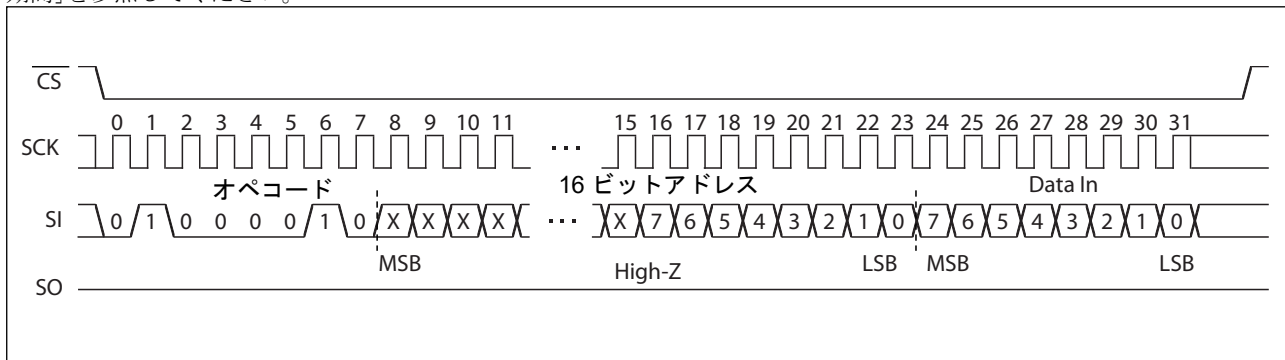 CS
0 1 2 3 4 5 6 7 8 9 10 11 15 16 17 18 19 20 21 22 23 24 25 26 27 28 29 30 31
SCK ...
オペコード 16 ビットアドレス Data In
SI 0 1 0 0 0 0 1 0 X X X X ... X 7 6 5 4 3 2 1 0 7 6 5 4 3 2 1 0
MSB High-Z LSB MSB LSB
SO